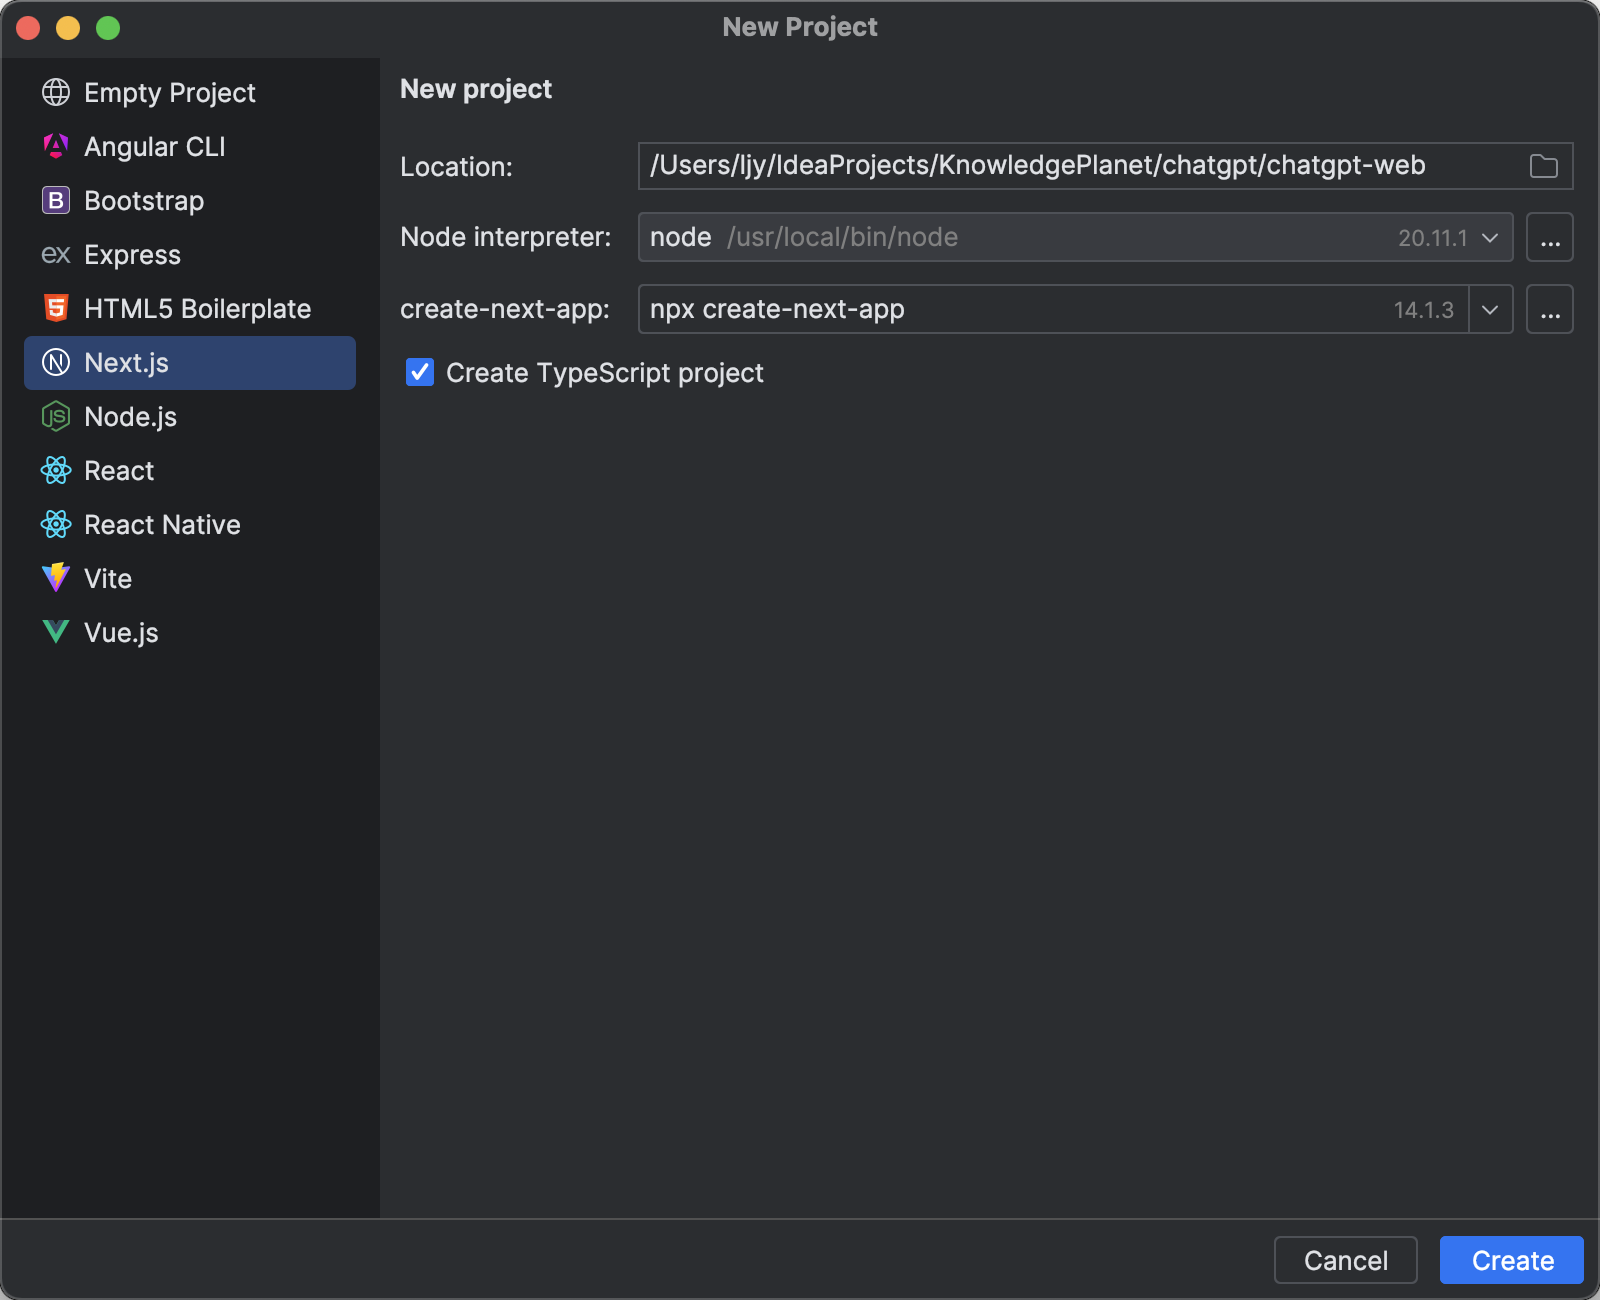 New Project
Empty Project
Angular CLI
B Bootstrap
ex Express
5 HTML5 Boilerplate
N Next.js
JS Node.js
React
React Native
Vite
Vue.js
New project
Location: /Users/ljy/IdeaProjects/KnowledgePlanet/chatgpt/chatgpt-web
Node interpreter: node /usr/local/bin/node 20.11.1 ...
create-next-app: npx create-next-app 14.1.3 ...
Create TypeScript project
Cancel Create